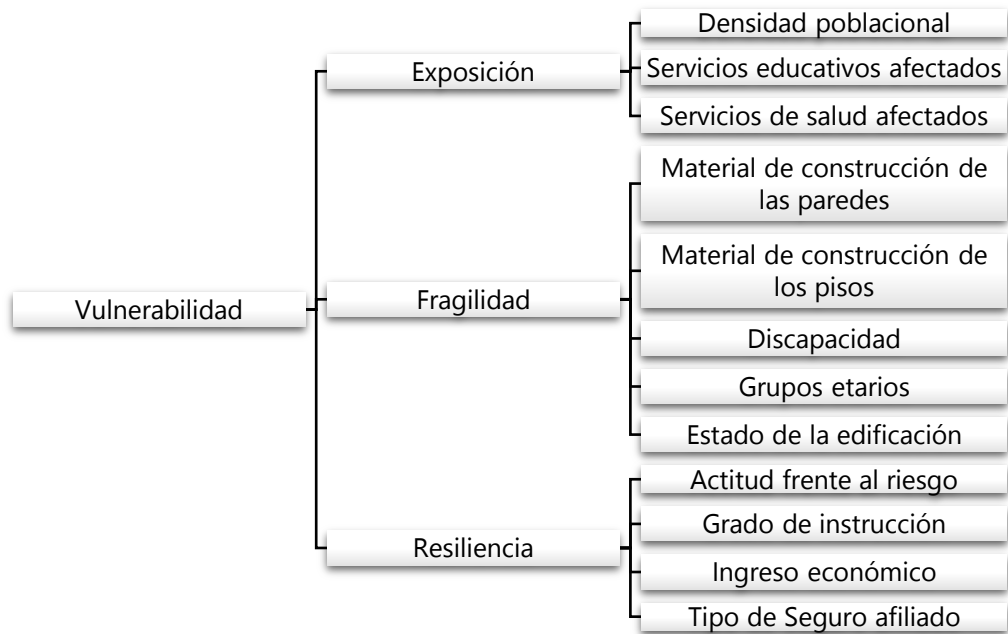 Vulnerabilidad
Exposición
Densidad poblacional
Servicios educativos afectados
Servicios de salud afectados
Fragilidad
Material de construcción de
las paredes
Material de construcción de
los pisos
Discapacidad
Grupos etarios
Estado de la edificación
Resiliencia
Actitud frente al riesgo
Grado de instrucción
Ingreso económico
Tipo de Seguro afiliado